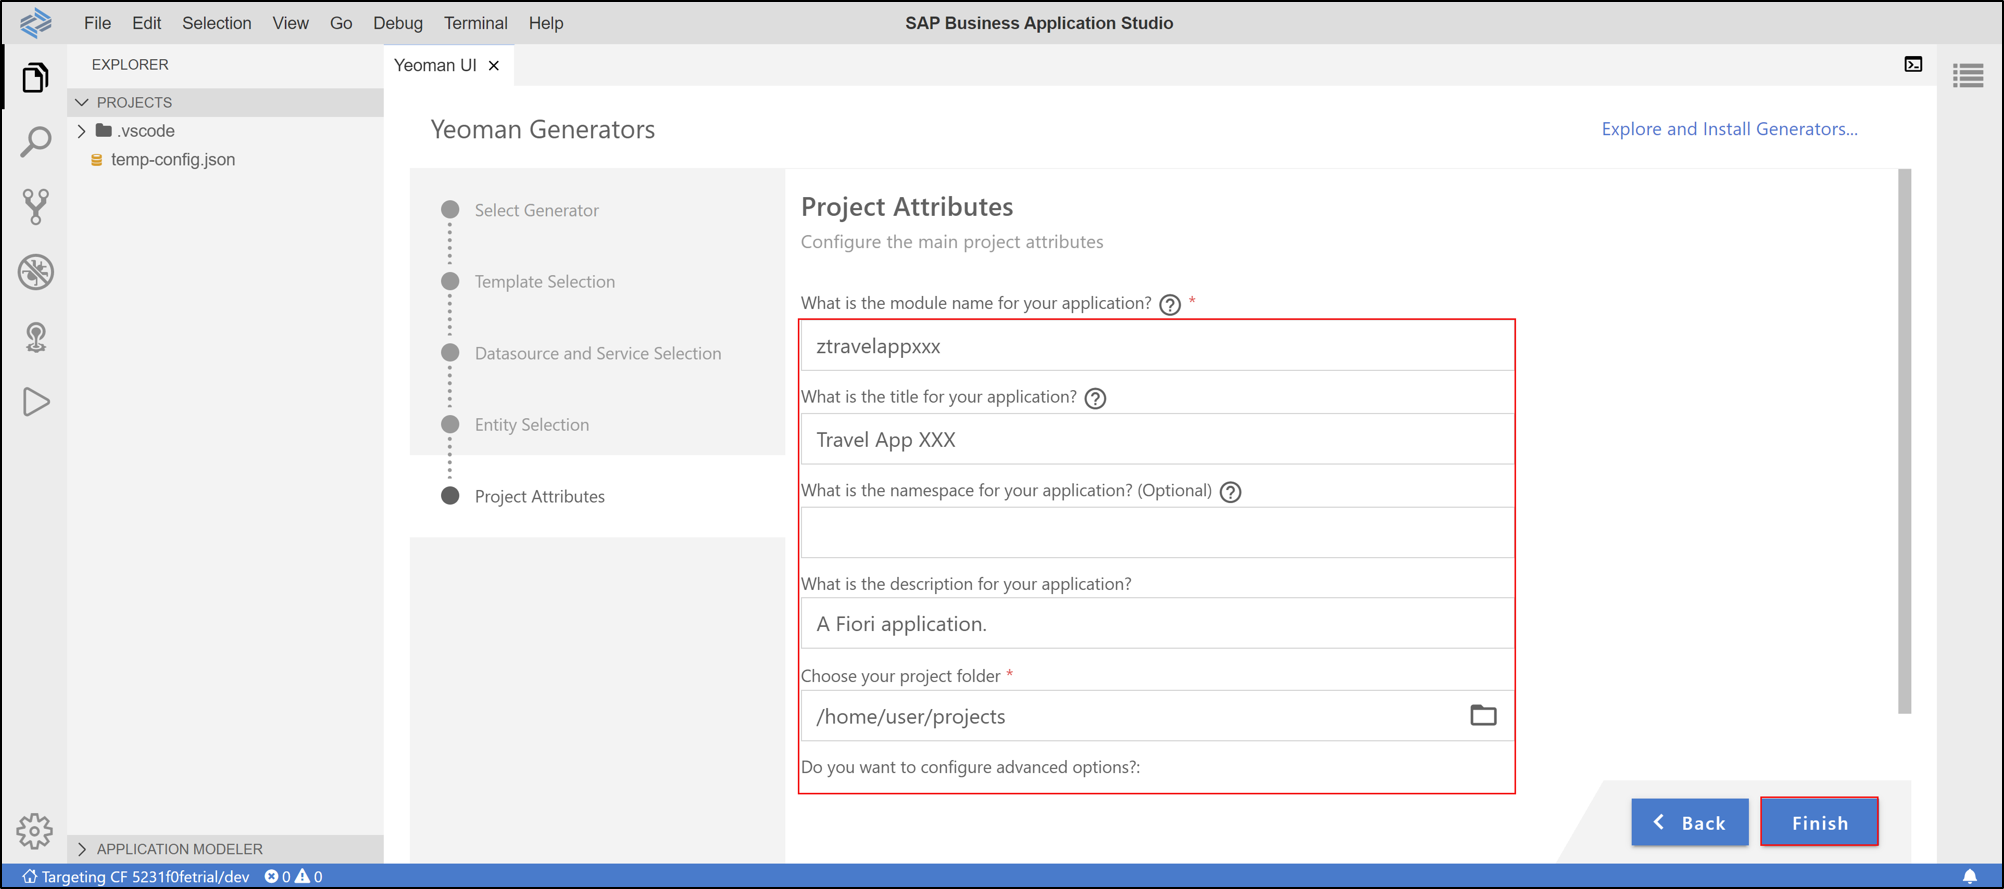 File Edit Selection View Go Debug Terminal Help
SAP Business Application Studio
EXPLORER
PROJECTS
.vscode
temp-config.json
APPLICATION MODELER
Yeoman UI
Yeoman Generators
Explore and Install Generators...
Select Generator
Template Selection
Datasource and Service Selection
Entity Selection
Project Attributes
Project Attributes
Configure the main project attributes
What is the module name for your application? *
ztravelappxxx
What is the title for your application?
Travel App XXX
What is the namespace for your application? (Optional)
What is the description for your application?
A Fiori application.
Choose your project folder *
/home/user/projects
Do you want to configure advanced options?:
Back
Finish
Targeting CF 5231f0fetrial/dev 0 0